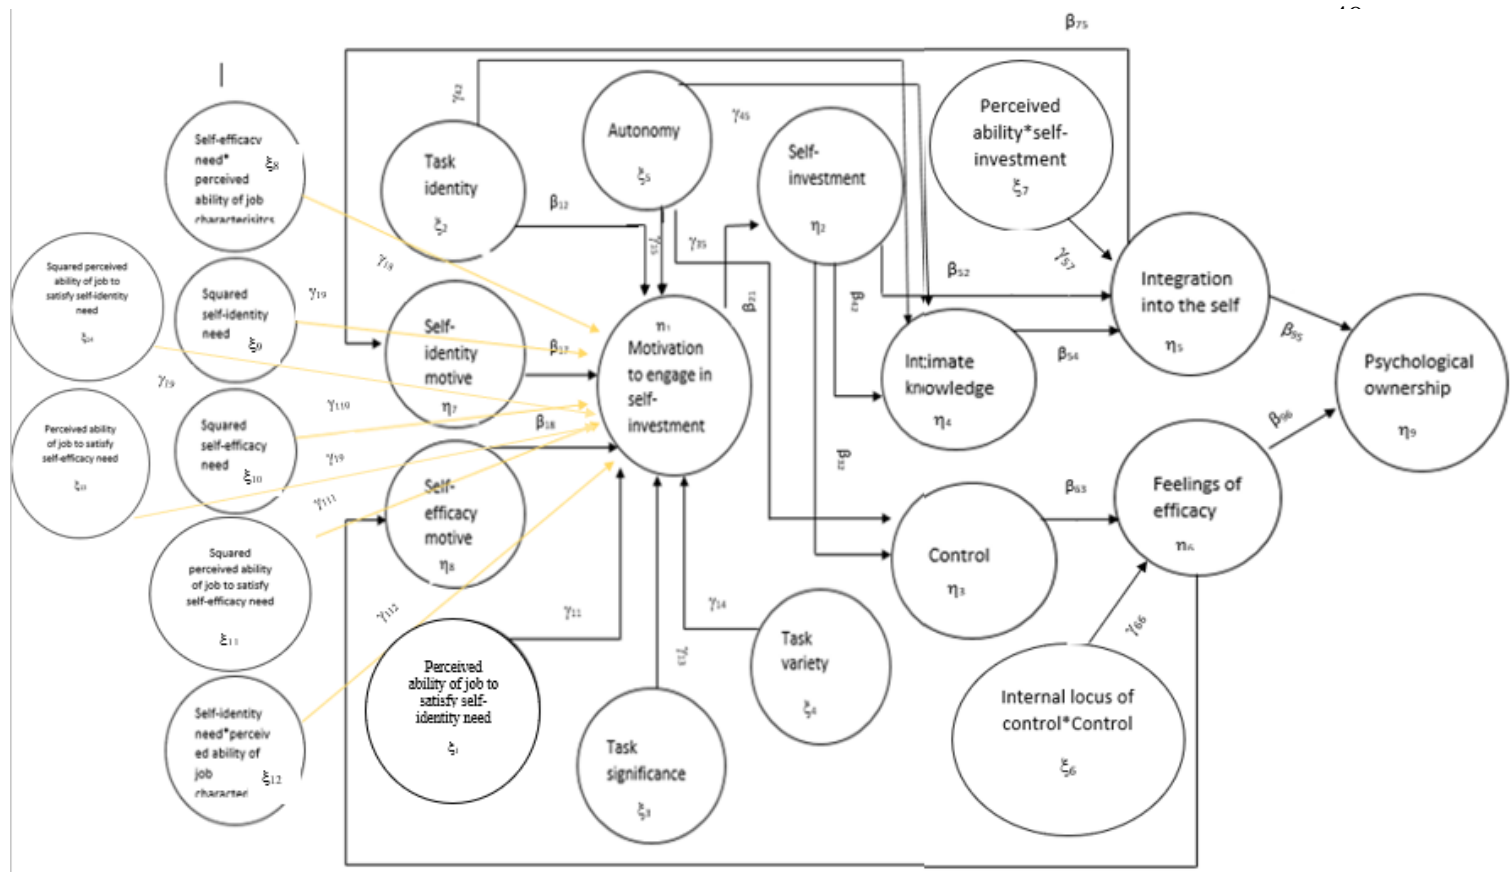 β₇₅
γ₄₂
Self-efficacy
need*
perceived
ability of job
characterisitcs
ξ₈
Task
identity
ξ₂
Autonomy
ξ₅
γ₄₅
Self-
investment
η₂
Perceived
ability*self-
investment
ξ₇
β₁₂
γ₁₈
γ₃₅
γ₅₇
Squared perceived
ability of job to
satisfy self-identity
need
γ₁₉
Squared
self-identity
need
ξ₉
Self-
identity
motive
η₇
β₁₇
η₁
Motivation
to engage in
self-
investment
β₂₁
β₄₂
β₅₂
Integration
into the self
η₅
β₅₄
β₉₅
Intimate
knowledge
η₄
Psychological
ownership
η₉
γ₁₉
γ₁₁₀
Perceived ability
of job to satisfy
self-efficacy need
Squared
self-efficacy
need
ξ₁₀
γ₁₉
β₁₈
β₃₂
β₉₆
γ₁₁₁
Self-
efficacy
motive
η₈
Feelings of
efficacy
β₆₃
Control
η₃
Squared
perceived ability
of job to satisfy
self-efficacy need
ξ₁₁
γ₁₁₂
γ₁₁
γ₁₄
γ₁₃
γ₆₆
Task
variety
ξ₄
Perceived
ability of job to
satisfy self-
identity need
ξ₁
Self-identity
need*perceiv
ed ability of
job
character
ξ₁₂
Task
significance
ξ₃
Internal locus of
control*Control
ξ₆